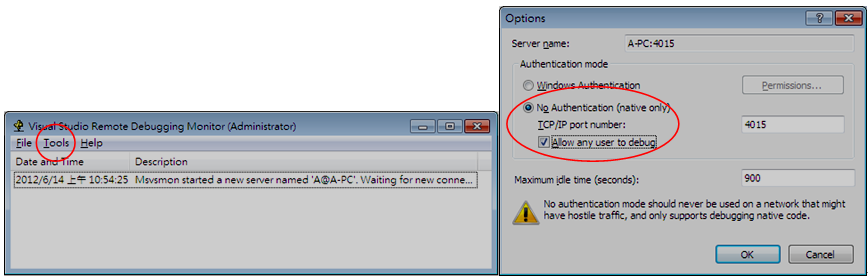 Visual Studio Remote Debugging Monitor (Administrator)
File Tools Help
Date and Time Description
2012/6/14 上午 10:54:25 Msvsmon started a new server named 'A@A-PC'. Waiting for new conne...
Options
Server name: A-PC:4015
Authentication mode
Windows Authentication Permissions...
No Authentication (native only)
TCP/IP port number: 4015
Allow any user to debug
Maximum idle time (seconds): 900
No authentication mode should never be used on a network that might
have hostile traffic, and only supports debugging native code.
OK Cancel